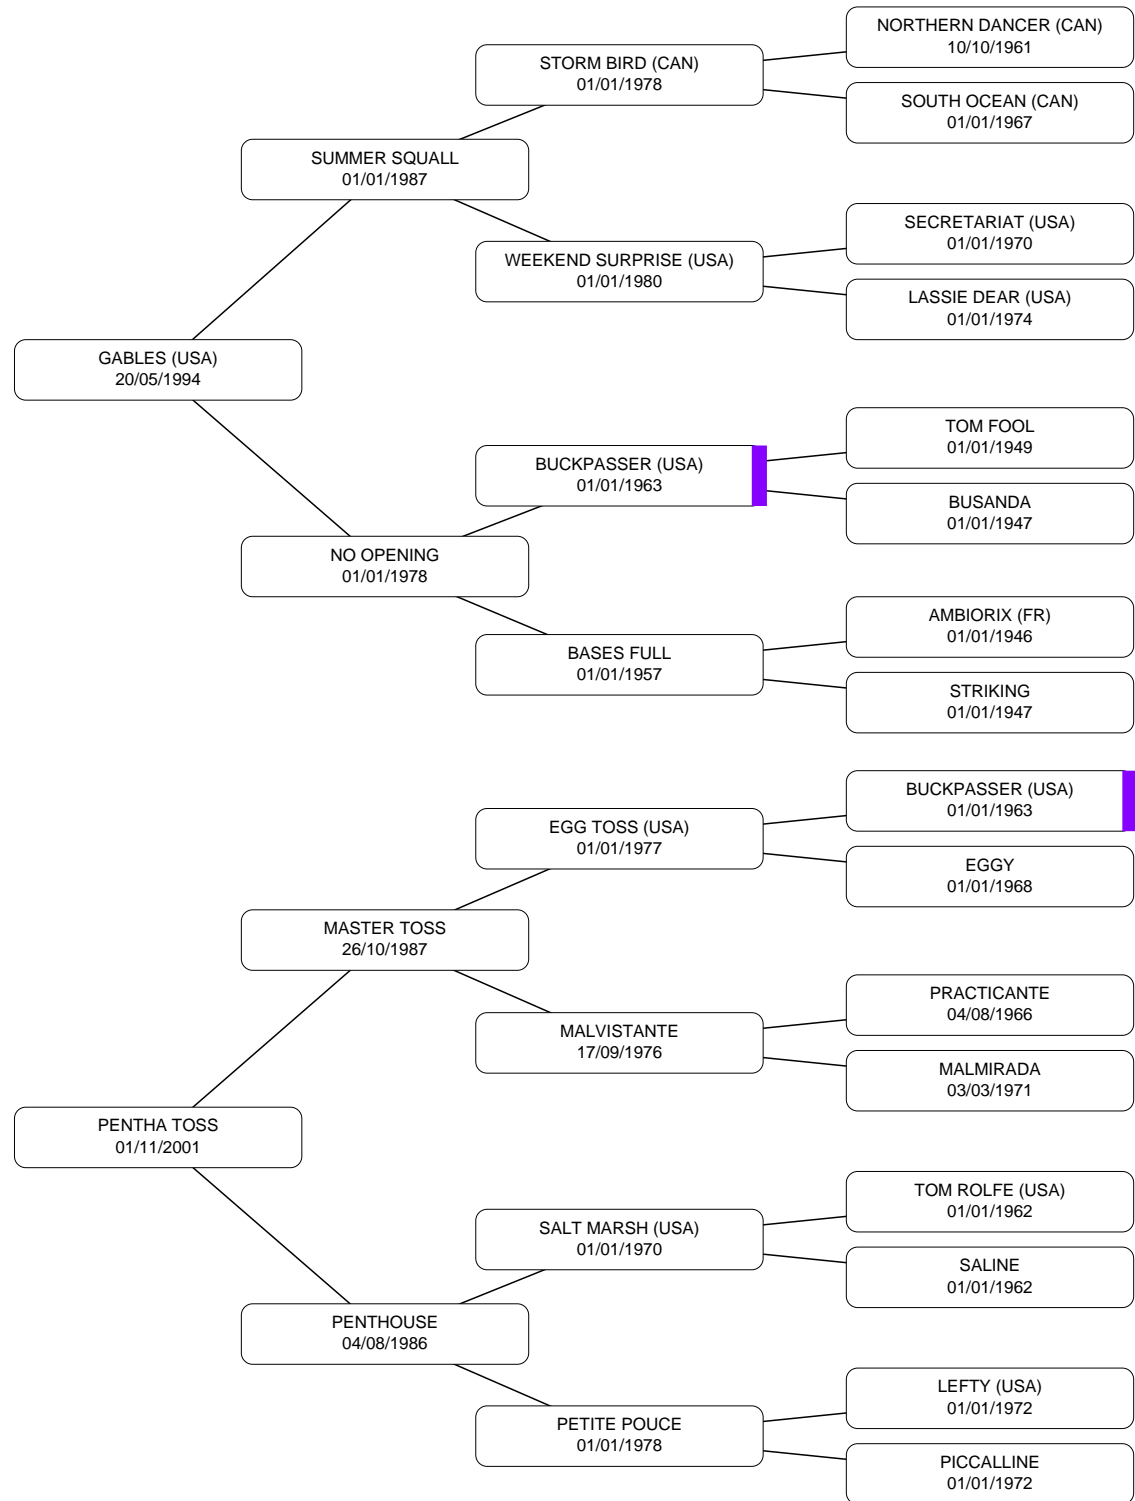 NORTHERN DANCER (CAN)
10/10/1961
STORM BIRD (CAN)
01/01/1978
SOUTH OCEAN (CAN)
01/01/1967
SUMMER SQUALL
01/01/1987
SECRETARIAT (USA)
01/01/1970
WEEKEND SURPRISE (USA)
01/01/1980
LASSIE DEAR (USA)
01/01/1974
GABLES (USA)
20/05/1994
TOM FOOL
01/01/1949
BUCKPASSER (USA)
01/01/1963
BUSANDA
01/01/1947
NO OPENING
01/01/1978
AMBIORIX (FR)
01/01/1946
BASES FULL
01/01/1957
STRIKING
01/01/1947
BUCKPASSER (USA)
01/01/1963
EGG TOSS (USA)
01/01/1977
EGGY
01/01/1968
MASTER TOSS
26/10/1987
PRACTICANTE
04/08/1966
MALVISTANTE
17/09/1976
MALMIRADA
03/03/1971
PENTHA TOSS
01/11/2001
TOM ROLFE (USA)
01/01/1962
SALT MARSH (USA)
01/01/1970
SALINE
01/01/1962
PENTHOUSE
04/08/1986
LEFTY (USA)
01/01/1972
PETITE POUCE
01/01/1978
PICCALLINE
01/01/1972